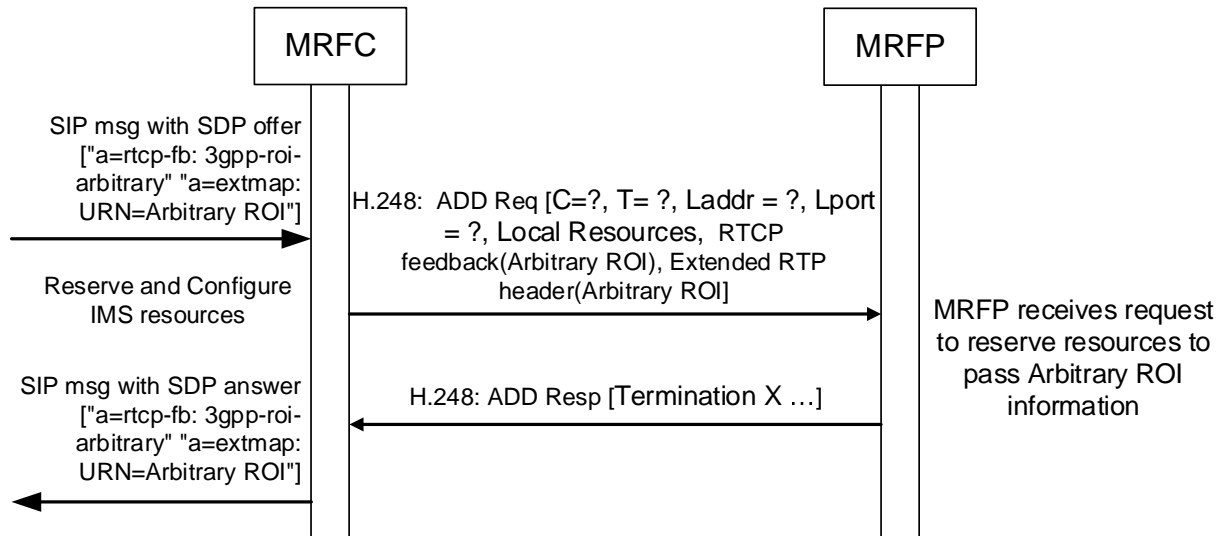 MRFC
MRFP
SIP msg with SDP offer
["a=rtcp-fb: 3gpp-roi-
arbitrary" "a=extmap:
URN=Arbitrary ROI"]
H.248: ADD Req [C=?, T= ?, Laddr = ?, Lport
= ?, Local Resources, RTCP
feedback(Arbitrary ROI), Extended RTP
header(Arbitrary ROI]
Reserve and Configure
IMS resources
MRFP receives request
to reserve resources to
pass Arbitrary ROI
information
H.248: ADD Resp [Termination X …]
SIP msg with SDP answer
["a=rtcp-fb: 3gpp-roi-
arbitrary" "a=extmap:
URN=Arbitrary ROI"]